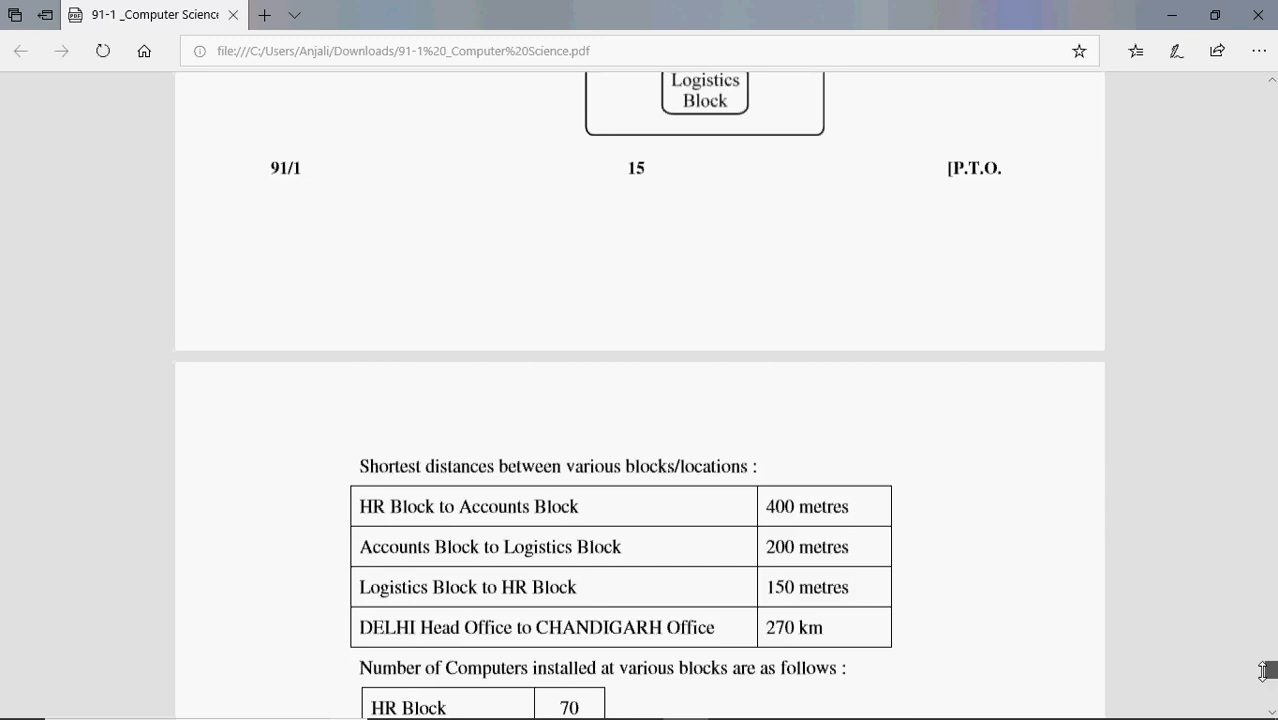 91-1 _Computer Scienc
file:///C:/Users/Anjali/Downloads/91-1%20_Computer%20Science.pdf
Logistics
Block
91/1 15 [P.T.O.
Shortest distances between various blocks/locations :
HR Block to Accounts Block 400 metres
Accounts Block to Logistics Block 200 metres
Logistics Block to HR Block 150 metres
DELHI Head Office to CHANDIGARH Office 270 km
Number of Computers installed at various blocks are as follows :
HR Block 70